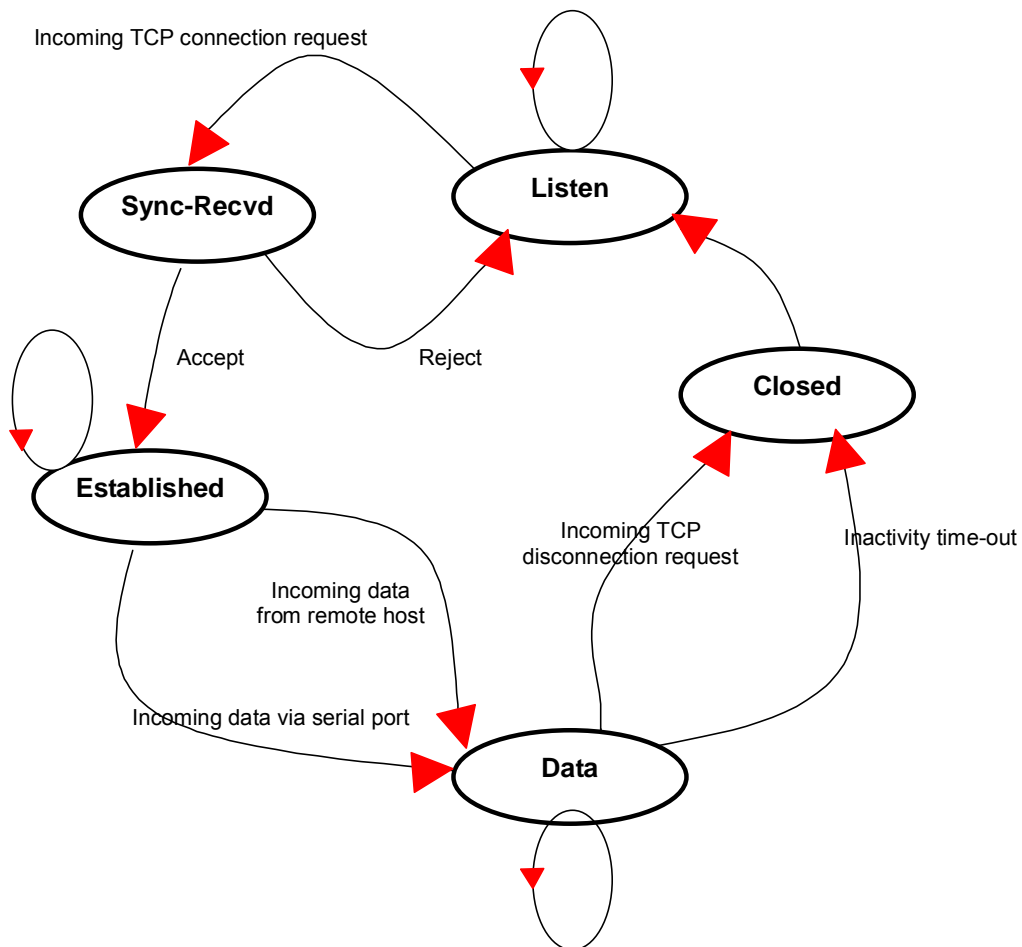 Incoming TCP connection request
Listen
Sync-Recvd
Accept
Reject
Closed
Established
Incoming TCP
disconnection request
Inactivity time-out
Incoming data
from remote host
Incoming data via serial port
Data